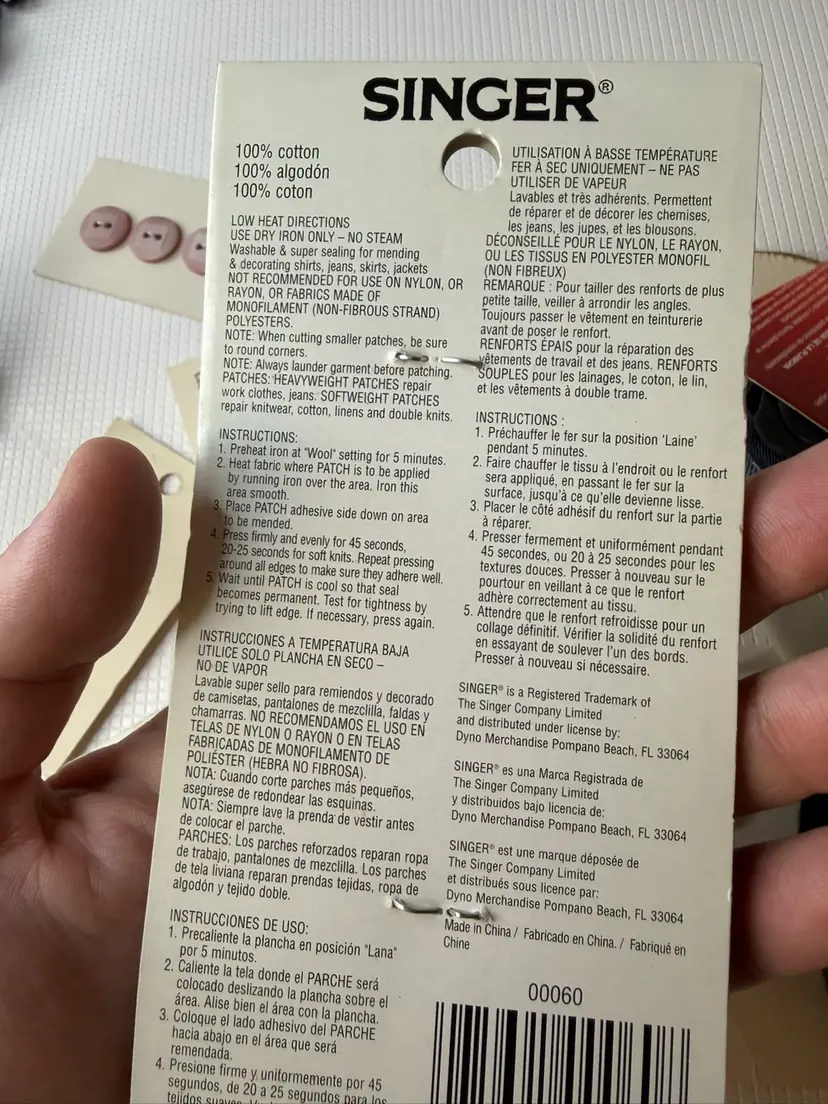 SINGER®
100% cotton
100% algodón
100% coton
LOW HEAT DIRECTIONS
USE DRY IRON ONLY – NO STEAM
Washable & super sealing for mending
& decorating shirts, jeans, skirts, jackets
NOT RECOMMENDED FOR USE ON NYLON, OR
RAYON, OR FABRICS MADE OF
MONOFILAMENT (NON-FIBROUS STRAND)
POLYESTERS.
NOTE: When cutting smaller patches, be sure
to round corners.
NOTE: Always launder garment before patching.
PATCHES: HEAVYWEIGHT PATCHES repair
work clothes, jeans. SOFTWEIGHT PATCHES
repair knitwear, cotton, linens and double knits.
INSTRUCTIONS:
1. Preheat iron at "Wool" setting for 5 minutes.
2. Heat fabric where PATCH is to be applied
by running iron over the area. Iron this
area smooth.
3. Place PATCH adhesive side down on area
to be mended.
4. Press firmly and evenly for 45 seconds,
20-25 seconds for soft knits. Repeat pressing
around all edges to make sure they adhere well.
5. Wait until PATCH is cool so that seal
becomes permanent. Test for tightness by
trying to lift edge. If necessary, press again.
INSTRUCCIONES A TEMPERATURA BAJA
UTILICE SOLO PLANCHA EN SECO –
NO DE VAPOR
Lavable super sello para remiendos y decorado
de camisetas, pantalones de mezclilla, faldas y
chamarras. NO RECOMENDAMOS EL USO EN
TELAS DE NYLON O RAYON O EN TELAS
FABRICADAS DE MONOFILAMENTO DE
POLIÉSTER (HEBRA NO FIBROSA).
NOTA: Cuando corte parches más pequeños,
asegúrese de redondear las esquinas.
NOTA: Siempre lave la prenda de vestir antes
de colocar el parche.
PARCHES: Los parches reforzados reparan ropa
de trabajo, pantalones de mezclilla. Los parches
de tela liviana reparan prendas tejidas, ropa de
algodón y tejido doble.
INSTRUCCIONES DE USO:
1. Precaliente la plancha en posición "Lana"
por 5 minutos.
2. Caliente la tela donde el PARCHE será
colocado deslizando la plancha sobre el
área. Alise bien el área con la plancha.
3. Coloque el lado adhesivo del PARCHE
hacia abajo en el área que será
remendada.
4. Presione firme y uniformemente por 45
segundos, de 20 a 25 segundos para los
tejidos
UTILISATION À BASSE TEMPÉRATURE
FER À SEC UNIQUEMENT – NE PAS
UTILISER DE VAPEUR
Lavables et très adhérents. Permettent
de réparer et de décorer les chemises,
les jeans, les jupes, et les blousons.
DÉCONSEILLÉ POUR LE NYLON, LE RAYON,
OU LES TISSUS EN POLYESTER MONOFIL
(NON FIBREUX)
REMARQUE : Pour tailler des renforts de plus
petite taille, veiller à arrondir les angles.
Toujours passer le vêtement en teinturerie
avant de poser le renfort.
RENFORTS ÉPAIS pour la réparation des
vêtements de travail et des jeans. RENFORTS
SOUPLES pour les lainages, le coton, le lin,
et les vêtements à double trame.
INSTRUCTIONS :
1. Préchauffer le fer sur la position 'Laine'
pendant 5 minutes.
2. Faire chauffer le tissu à l'endroit ou le renfort
sera appliqué, en passant le fer sur la
surface, jusqu'à ce qu'elle devienne lisse.
3. Placer le côté adhésif du renfort sur la partie
à réparer.
4. Presser fermement et uniformément pendant
45 secondes, ou 20 à 25 secondes pour les
textures douces. Presser à nouveau sur le
pourtour en veillant à ce que le renfort
adhère correctement au tissu.
5. Attendre que le renfort refroidisse pour un
collage définitif. Vérifier la solidité du renfort
en essayant de soulever l'un des bords.
Presser à nouveau si nécessaire.
SINGER® is a Registered Trademark of
The Singer Company Limited
and distributed under license by:
Dyno Merchandise Pompano Beach, FL 33064
SINGER® es una Marca Registrada de
The Singer Company Limited
y distribuidos bajo licencia de:
Dyno Merchandise Pompano Beach, FL 33064
SINGER® est une marque déposée de
The Singer Company Limited
et distribués sous licence par:
Dyno Merchandise Pompano Beach, FL 33064
Made in China / Fabricado en China. / Fabriqué en
Chine
00060